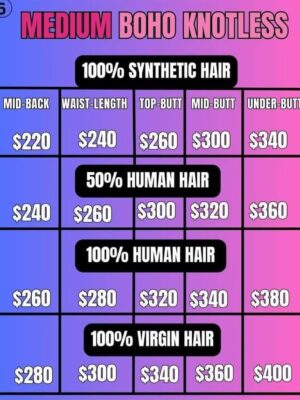 6
MEDIUM BOHO KNOTLESS
100% SYNTHETIC HAIR
MID-BACK WAIST-LENGTH TOP-BUTT MID-BUTT UNDER-BUTT
$220 $240 $260 $300 $340
50% HUMAN HAIR
$240 $260 $300 $320 $360
100% HUMAN HAIR
$260 $280 $320 $340 $380
100% VIRGIN HAIR
$280 $300 $340 $360 $400